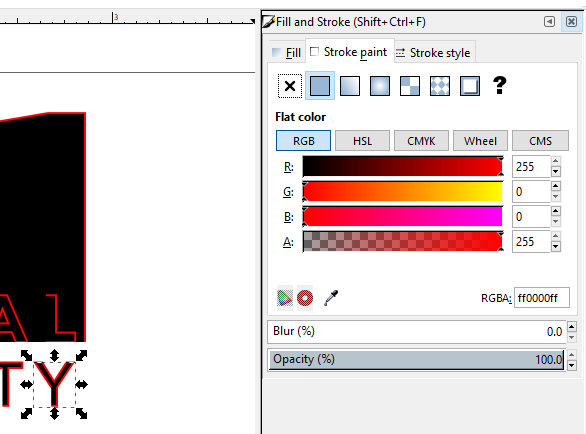 3
Fill and Stroke (Shift+Ctrl+F)
Fill Stroke paint Stroke style
?
Flat color
RGB HSL CMYK Wheel CMS
R: 255
G: 0
B: 0
A: 255
RGBA: ff0000ff
Blur (%) 0.0
Opacity (%) 100.0
AL
TY